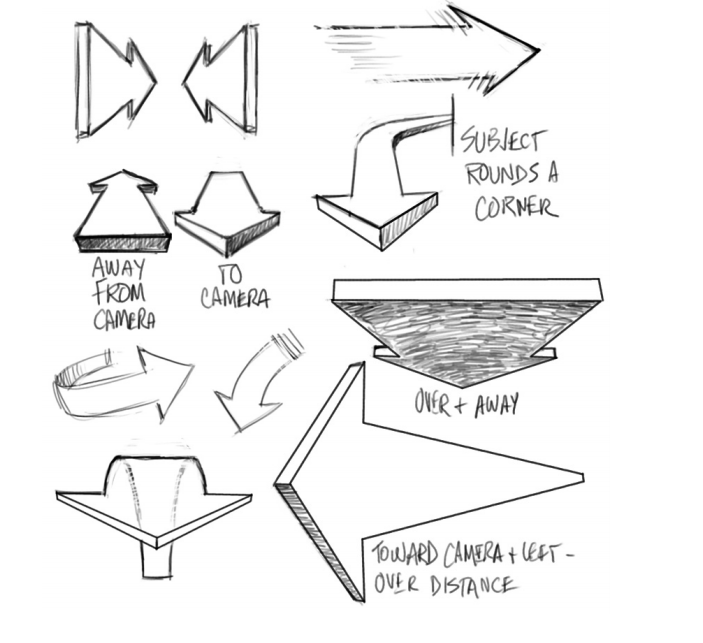 SUBJECT
ROUNDS A
CORNER
AWAY
FROM
CAMERA
TO
CAMERA
OVER + AWAY
TOWARD CAMERA + LEFT -
OVER DISTANCE